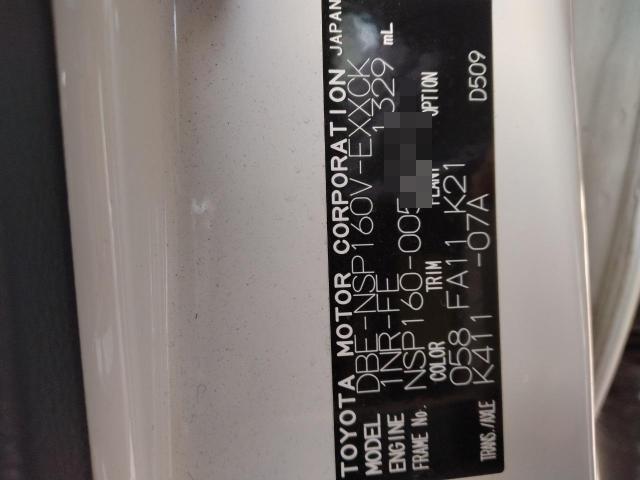 TOYOTA MOTOR CORPORATION JAPAN
MODEL DBE-NSP160V-EXXCK
ENGINE 1NR-FE 1329 mL
FRAME No. NSP160-005
COLOR TRIM PLANT OPTION
058 FA11 K21
TRANS./AXLE K411 -07A D509